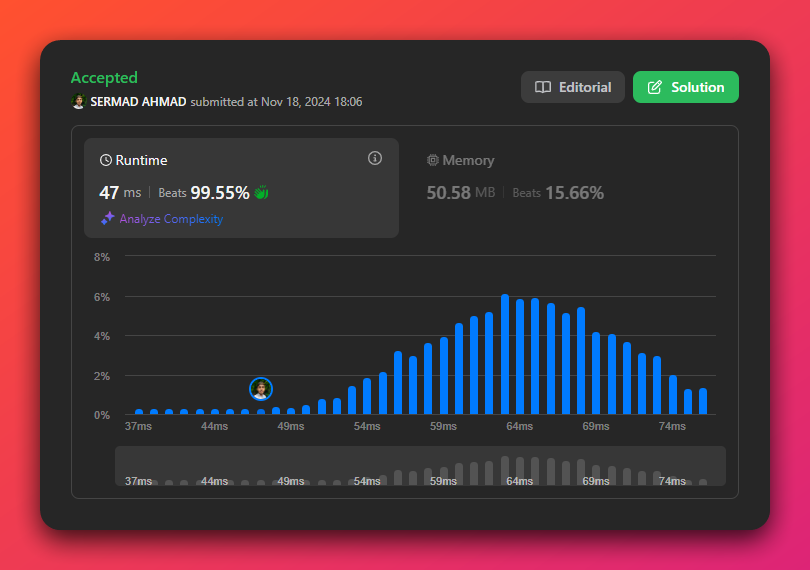 Accepted
SERMAD AHMAD submitted at Nov 18, 2024 18:06
Editorial
Solution
Runtime
47 ms | Beats 99.55%
Analyze Complexity
Memory
50.58 MB | Beats 15.66%
8%
6%
4%
2%
0%
37ms 44ms 49ms 54ms 59ms 64ms 69ms 74ms
37ms 44ms 49ms 54ms 59ms 64ms 69ms 74ms